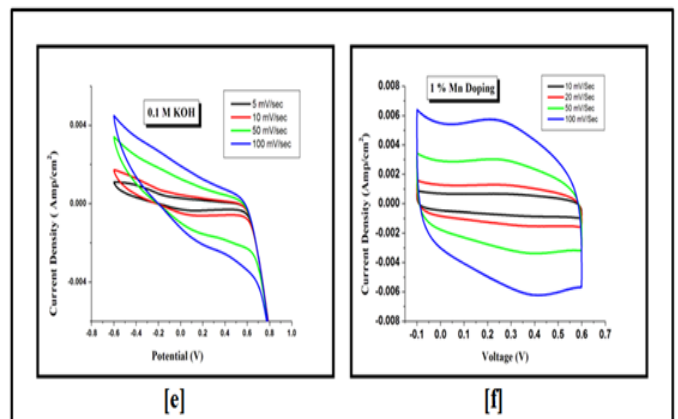 0.1 M KOH
5 mV/sec
10 mV/sec
50 mV/sec
100 mV/sec
0.004
0.000
-0.004
Current Density ( Amp/cm²)
-0.8 -0.6 -0.4 -0.2 0.0 0.2 0.4 0.6 0.8 1.0
Potential (V)
[e]
1 % Mn Doping
10 mV/Sec
20 mV/Sec
50 mV/Sec
100 mV/Sec
0.008
0.006
0.004
0.002
0.000
-0.002
-0.004
-0.006
-0.008
Current Density (Amp/cm²)
-0.1 0.0 0.1 0.2 0.3 0.4 0.5 0.6 0.7
Voltage (V)
[f]